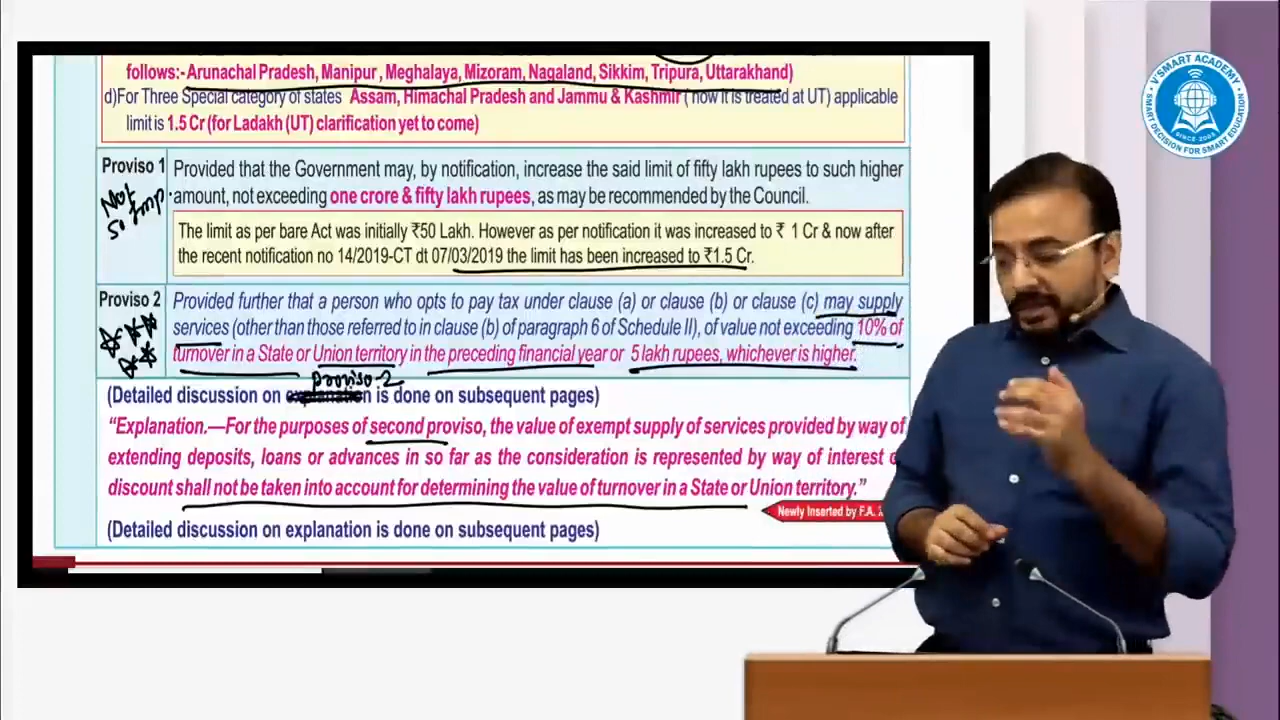 follows:- Arunachal Pradesh, Manipur, Meghalaya, Mizoram, Nagaland, Sikkim, Tripura, Uttarakhand)
d)For Three Special category of states Assam, Himachal Pradesh and Jammu & Kashmir ( now it is treated at UT) applicable
limit is 1.5 Cr (for Ladakh (UT) clarification yet to come)
Proviso 1
Not
so Imp
Provided that the Government may, by notification, increase the said limit of fifty lakh rupees to such higher
amount, not exceeding one crore & fifty lakh rupees, as may be recommended by the Council.
The limit as per bare Act was initially ₹50 Lakh. However as per notification it was increased to ₹ 1 Cr & now after
the recent notification no 14/2019-CT dt 07/03/2019 the limit has been increased to ₹1.5 Cr.
Proviso 2
Provided further that a person who opts to pay tax under clause (a) or clause (b) or clause (c) may supply
services (other than those referred to in clause (b) of paragraph 6 of Schedule II), of value not exceeding 10% of
turnover in a State or Union territory in the preceding financial year or 5 lakh rupees, whichever is higher.
proviso-2
(Detailed discussion on is done on subsequent pages)
"Explanation.—For the purposes of second proviso, the value of exempt supply of services provided by way of
extending deposits, loans or advances in so far as the consideration is represented by way of interest
discount shall not be taken into account for determining the value of turnover in a State or Union territory."
Newly Inserted by F.A.
(Detailed discussion on explanation is done on subsequent pages)
V'SMART ACADEMY
SINCE 2003
SMART DECISION FOR SMART EDUCATION